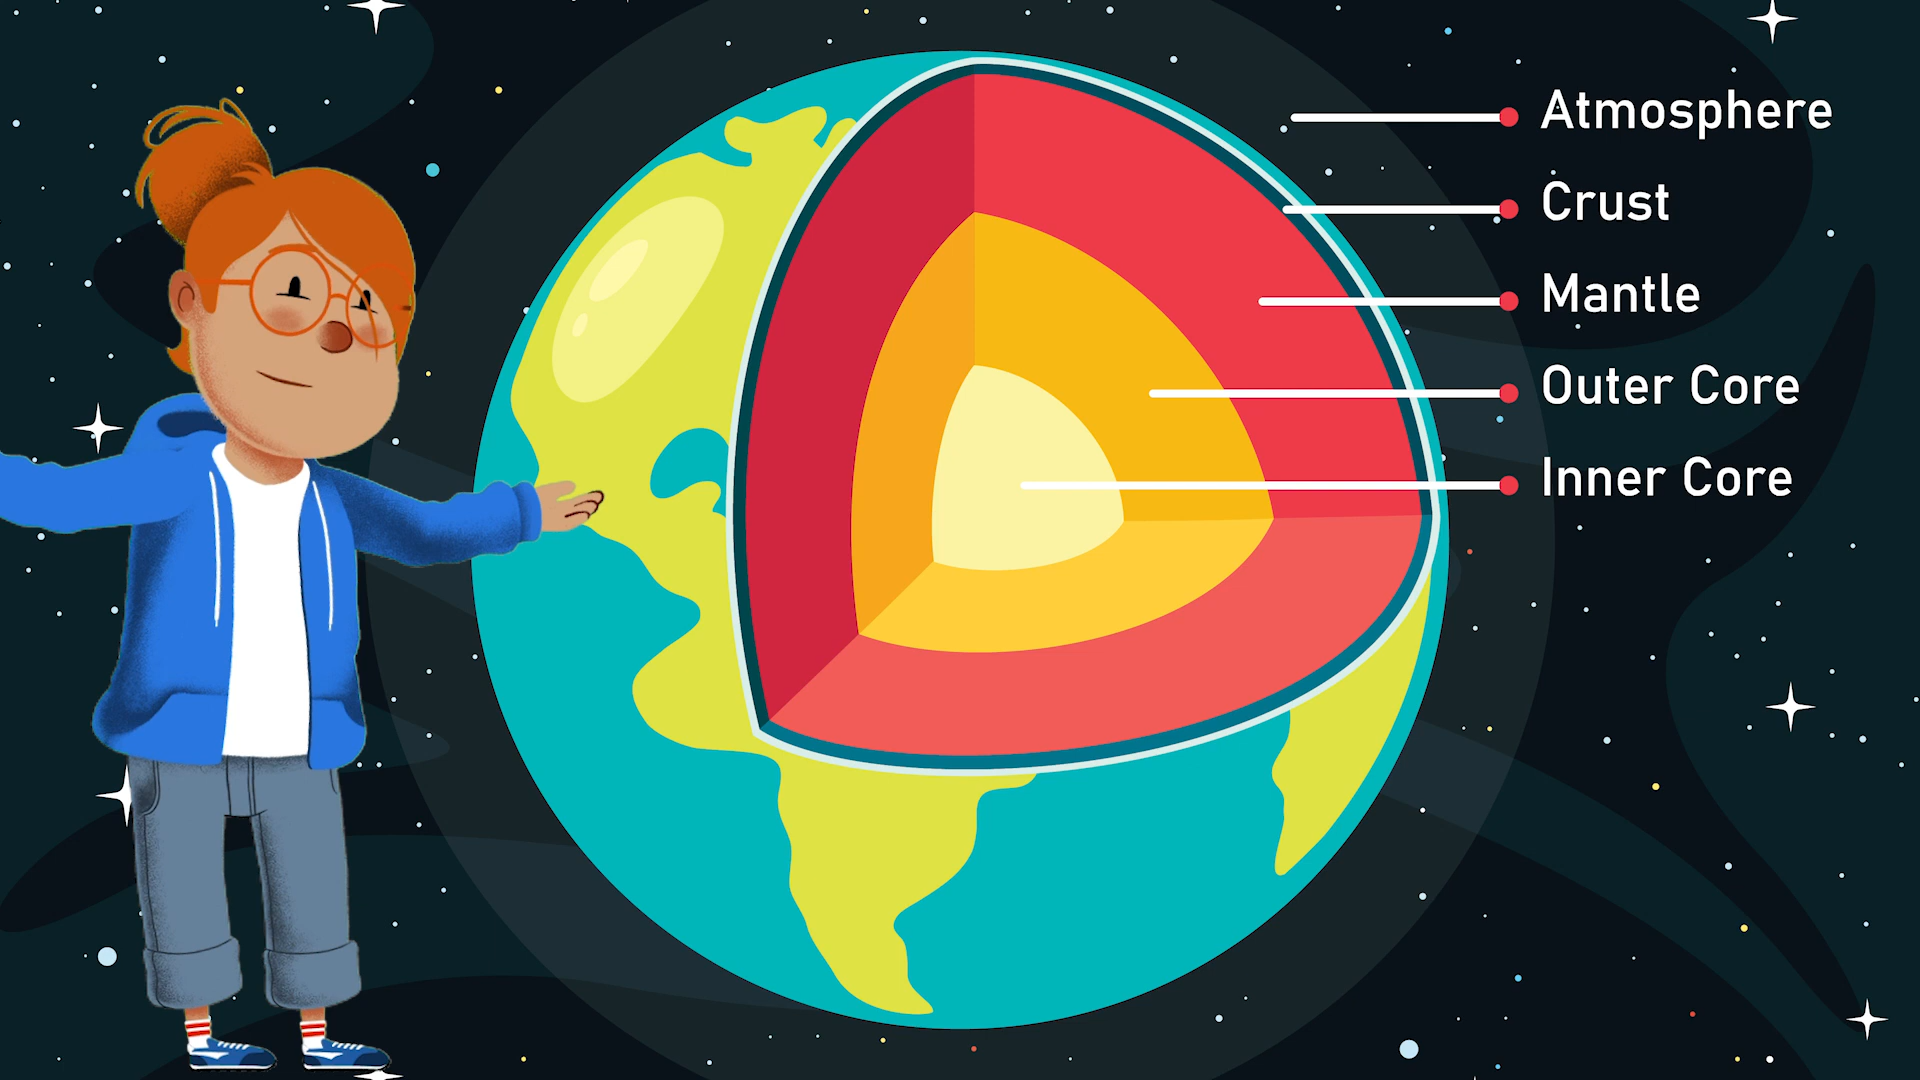 Atmosphere
Crust
Mantle
Outer Core
Inner Core